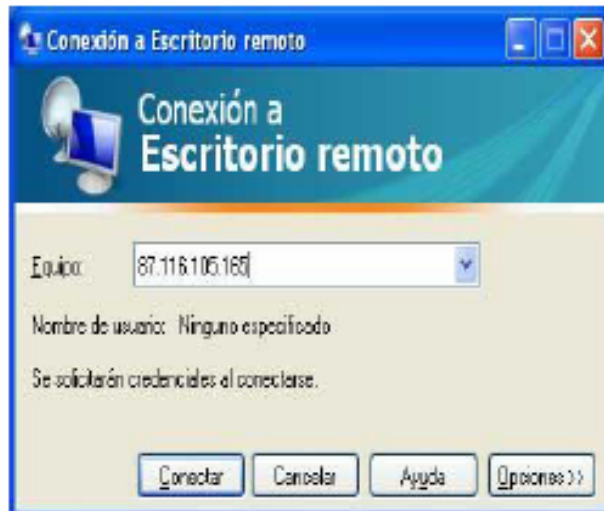 Conexión a Escritorio remoto
Conexión a
Escritorio remoto
Equipo: 87.116.105.165
Nombre de usuario: Ninguno especificado
Se solicitarán credenciales al conectarse.
Conectar Cancelar Ayuda Opciones >>